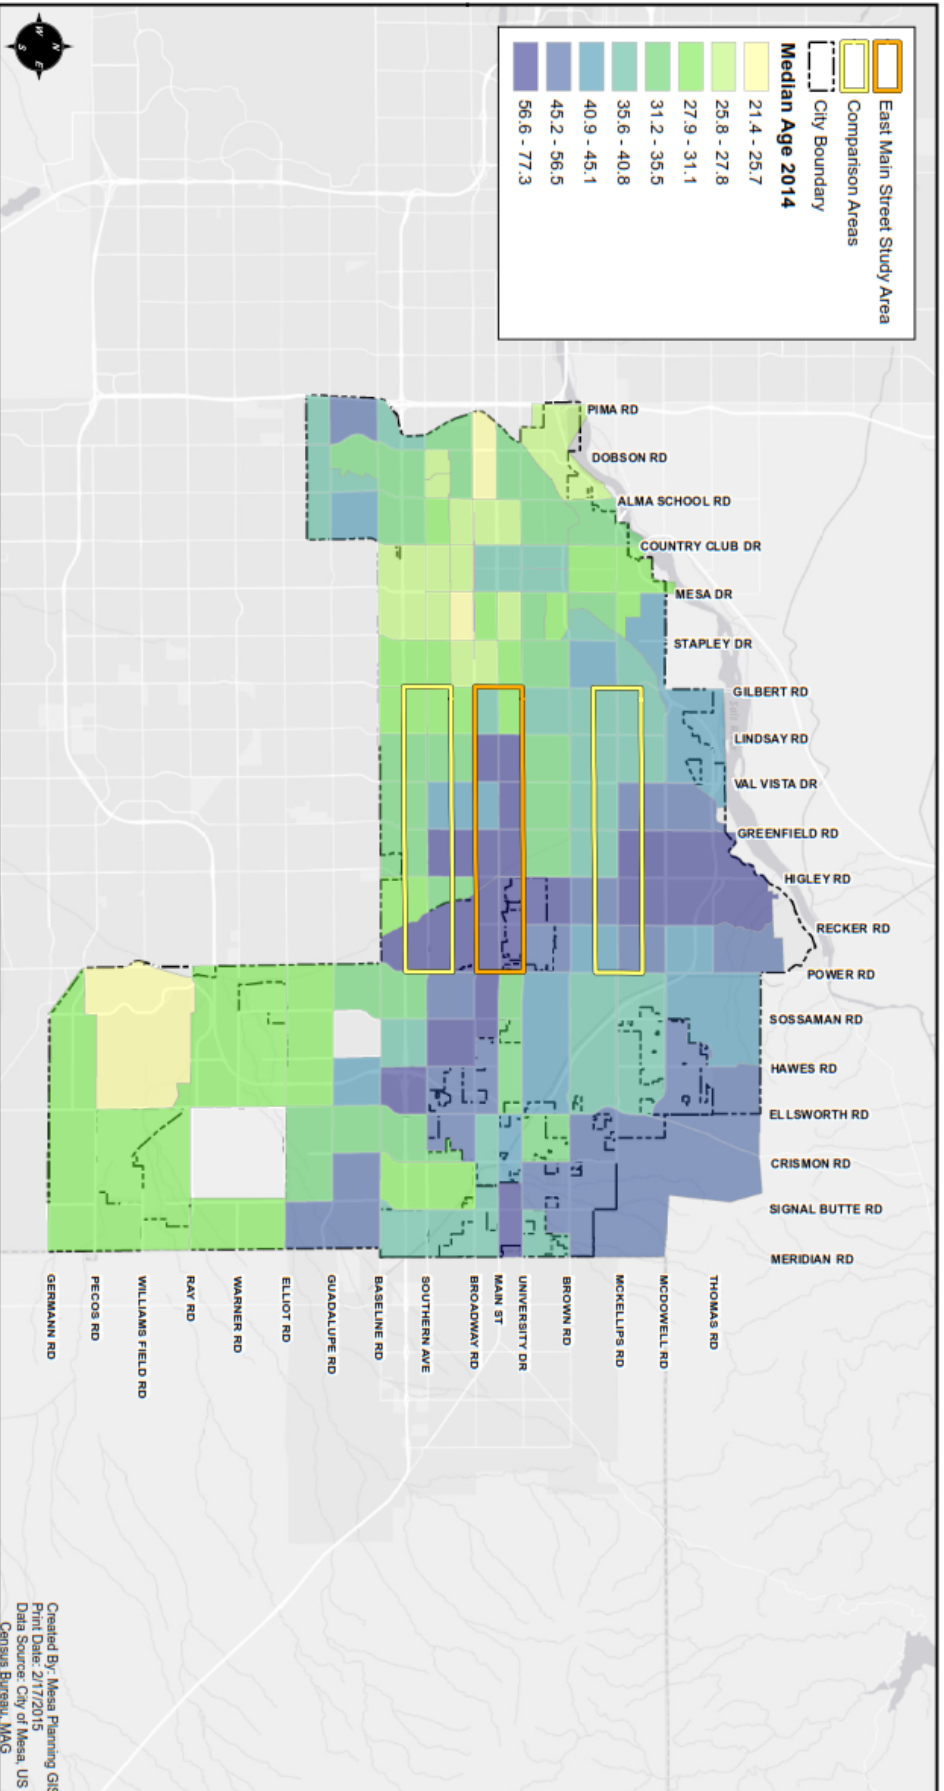 East Main Street Study Area
Comparison Areas
City Boundary
Median Age 2014
21.4 - 25.7
25.8 - 27.8
27.9 - 31.1
31.2 - 35.5
35.6 - 40.8
40.9 - 45.1
45.2 - 56.5
56.6 - 77.3
N
E
S
W
PIMA RD
DOBSON RD
ALMA SCHOOL RD
COUNTRY CLUB DR
MESA DR
STAPLEY DR
GILBERT RD
LINDSAY RD
VAL VISTA DR
GREENFIELD RD
HIGLEY RD
RECKER RD
POWER RD
SOSSAMAN RD
HAWES RD
ELLSWORTH RD
CRISMON RD
SIGNAL BUTTE RD
MERIDIAN RD
THOMAS RD
MCDOWELL RD
MCKELLIPS RD
BROWN RD
UNIVERSITY DR
MAIN ST
BROADWAY RD
SOUTHERN AVE
BASELINE RD
GUADALUPE RD
ELLIOT RD
WARNER RD
RAY RD
WILLIAMS FIELD RD
PECOS RD
GERMANN RD
Created By: Mesa Planning GIS
Print Date: 2/17/2015
Data Source: City of Mesa, US
Census Bureau, MAG